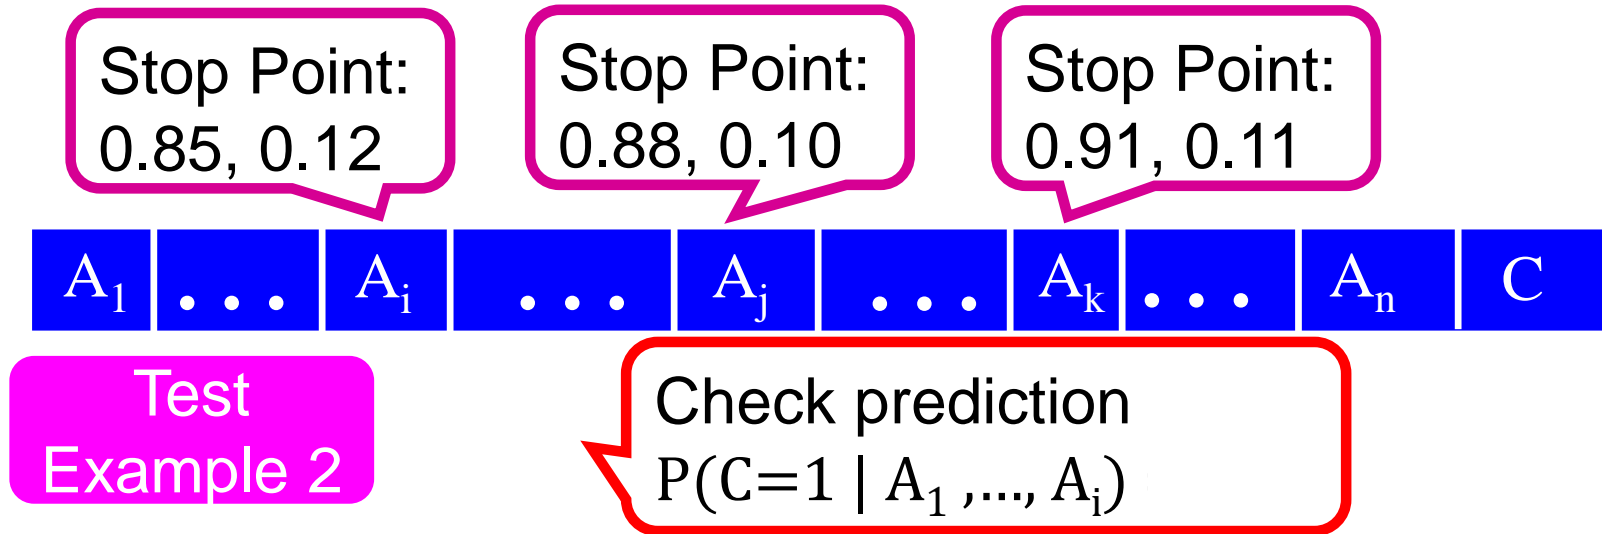 Stop Point:
0.85, 0.12
Stop Point:
0.88, 0.10
Stop Point:
0.91, 0.11
A₁ ... Aᵢ ... Aⱼ ... Aₖ ... Aₙ C
Test
Example 2
Check prediction
P(C=1 | A₁ ,..., Aᵢ)